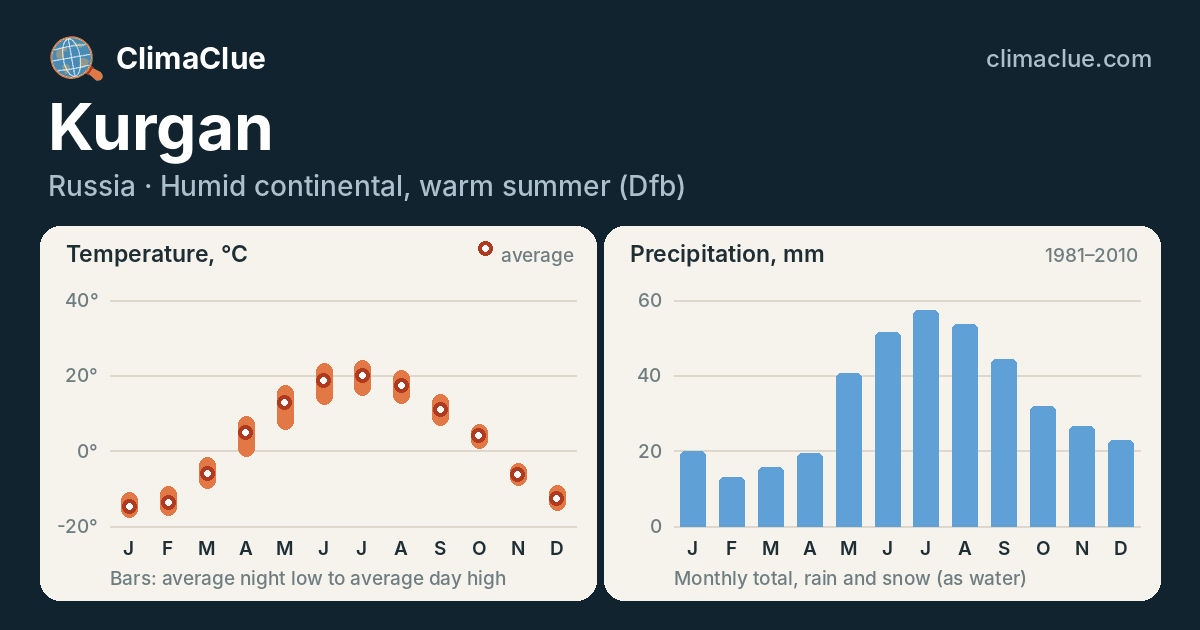 ClimaClue
climaclue.com
Kurgan
Russia · Humid continental, warm summer (Dfb)
Temperature, °C
average
40°
20°
0°
-20°
J F M A M J J A S O N D
Bars: average night low to average day high
Precipitation, mm
1981–2010
60
40
20
0
J F M A M J J A S O N D
Monthly total, rain and snow (as water)